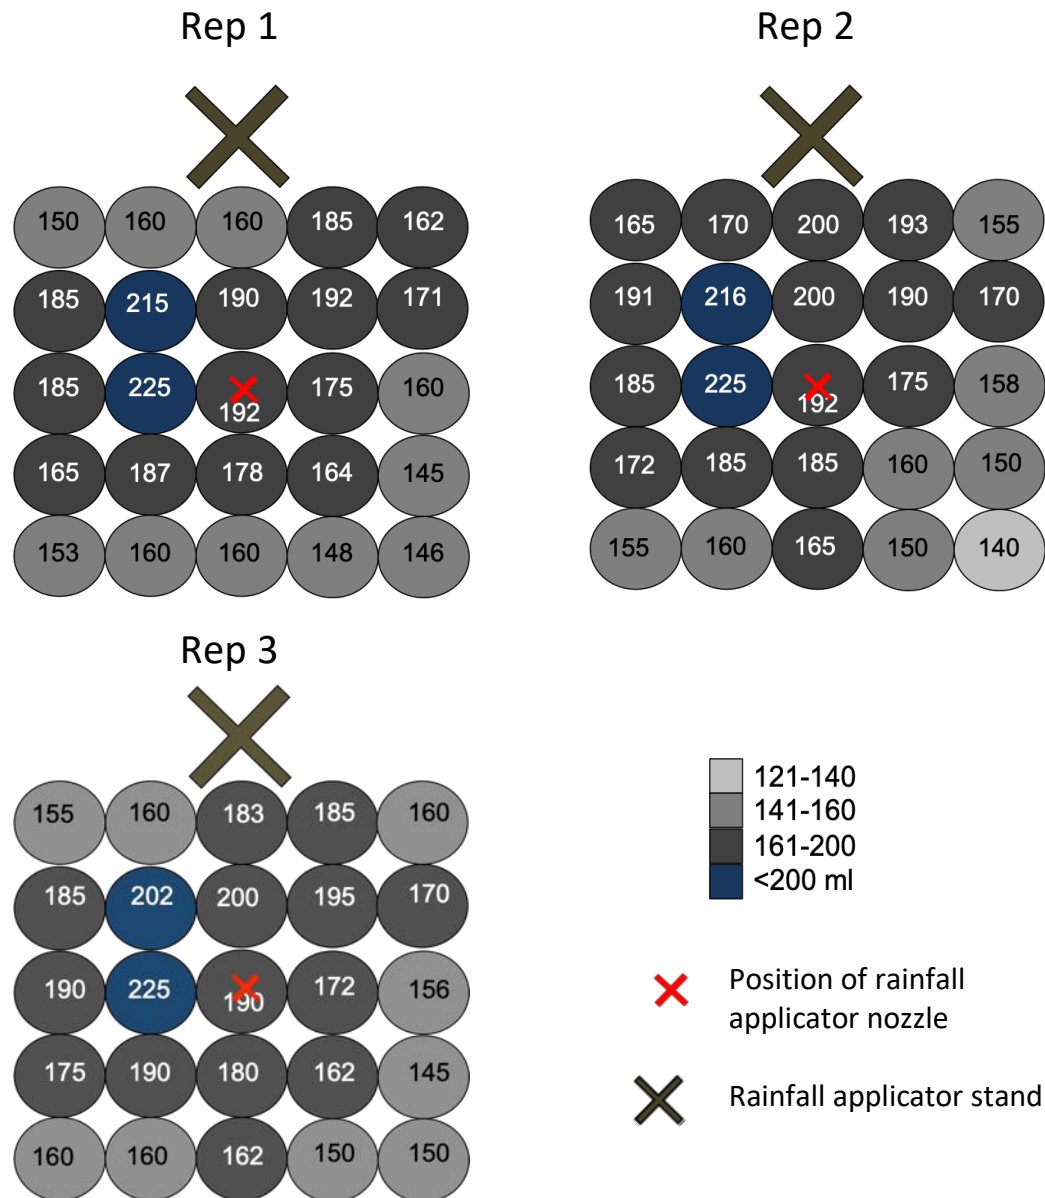 Rep 1
150 160 160 185 162
185 215 190 192 171
185 225 192 175 160
165 187 178 164 145
153 160 160 148 146
Rep 2
165 170 200 193 155
191 216 200 190 170
185 225 192 175 158
172 185 185 160 150
155 160 165 150 140
Rep 3
155 160 183 185 160
185 202 200 195 170
190 225 190 172 156
175 190 180 162 145
160 160 162 150 150
121-140
141-160
161-200
<200 ml
Position of rainfall
applicator nozzle
Rainfall applicator stand